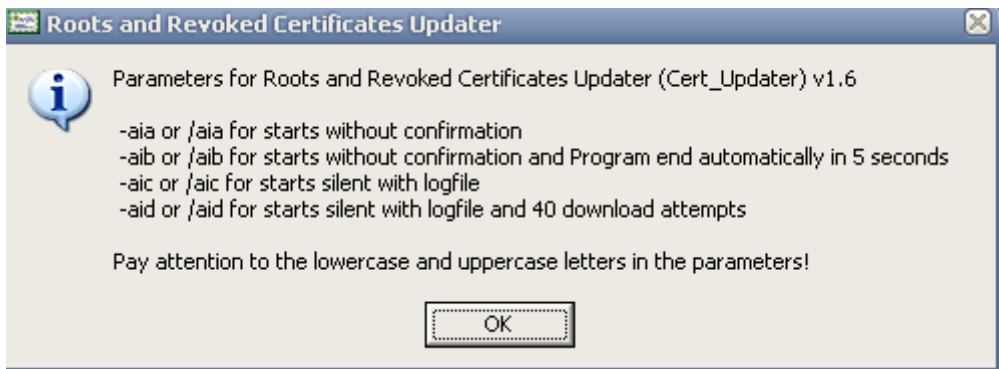 Roots and Revoked Certificates Updater
Parameters for Roots and Revoked Certificates Updater (Cert_Updater) v1.6
-aia or /aia for starts without confirmation
-aib or /aib for starts without confirmation and Program end automatically in 5 seconds
-aic or /aic for starts silent with logfile
-aid or /aid for starts silent with logfile and 40 download attempts
Pay attention to the lowercase and uppercase letters in the parameters!
OK